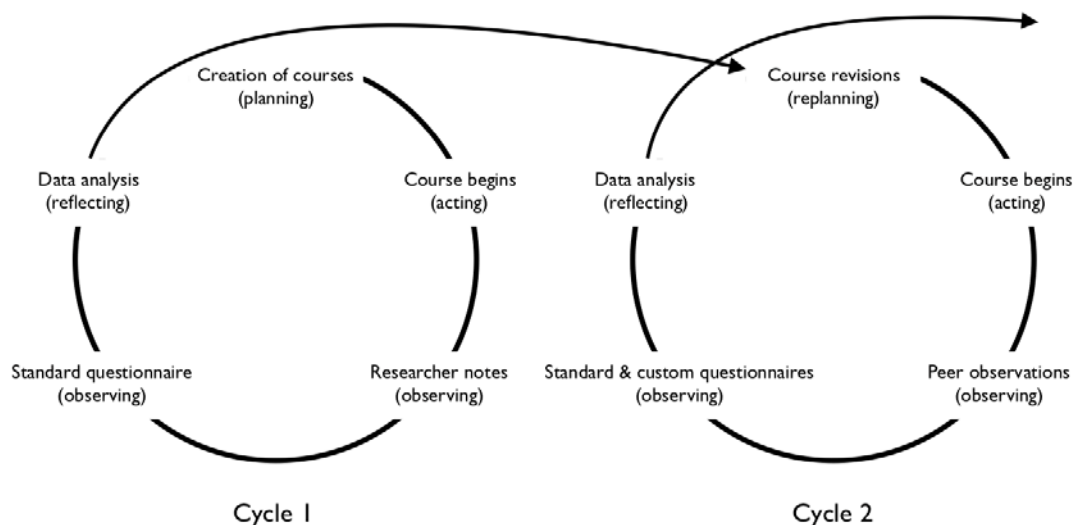 Creation of courses
(planning)
Course begins
(acting)
Researcher notes
(observing)
Standard questionnaire
(observing)
Data analysis
(reflecting)
Cycle 1
Course revisions
(replanning)
Course begins
(acting)
Peer observations
(observing)
Standard & custom questionnaires
(observing)
Data analysis
(reflecting)
Cycle 2